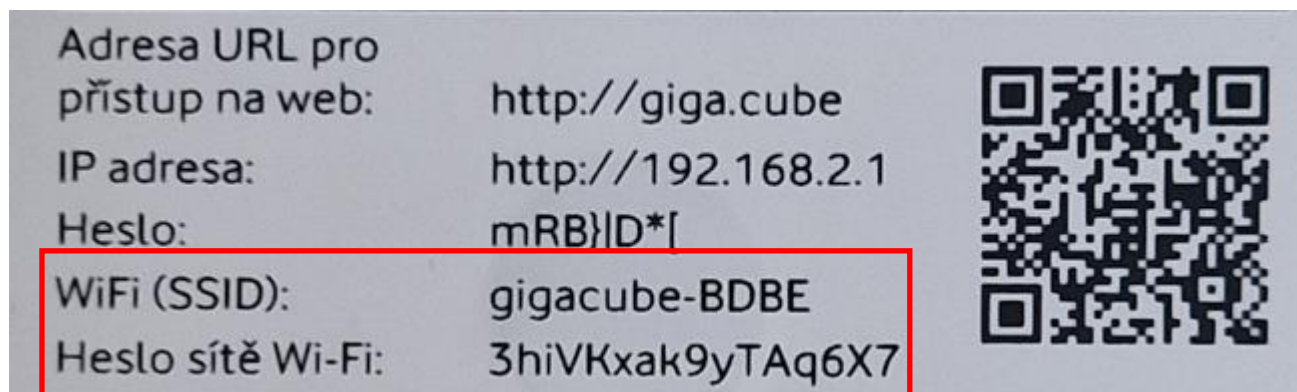 Adresa URL pro
přístup na web: http://giga.cube
IP adresa: http://192.168.2.1
Heslo: mRB}|D*[
WiFi (SSID): gigacube-BDBE
Heslo sítě Wi-Fi: 3hiVKxak9yTAq6X7